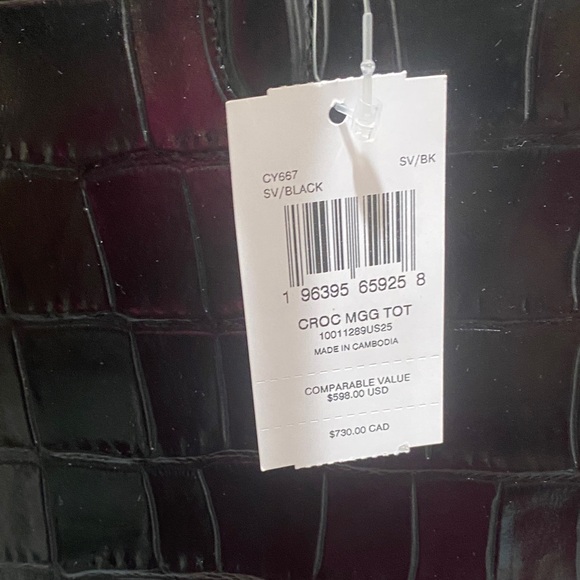 CY667
SV/BLACK
SV/BK
1 96395 65925 8
CROC MGG TOT
10011289US25
MADE IN CAMBODIA
COMPARABLE VALUE
$598.00 USD
$730.00 CAD